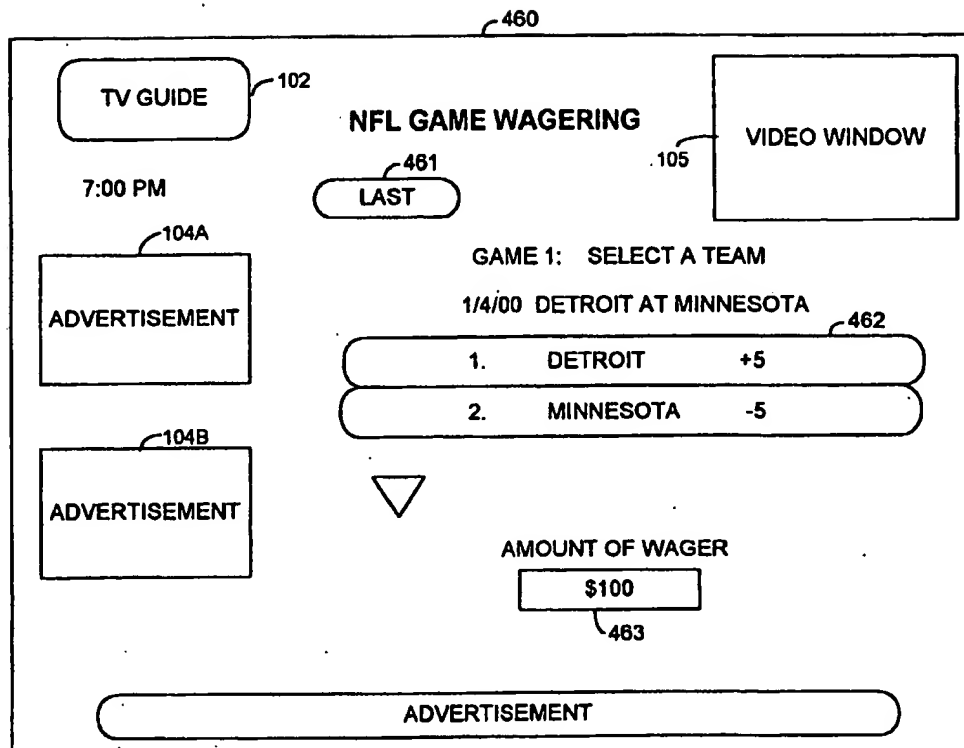 460
TV GUIDE
102
NFL GAME WAGERING
VIDEO WINDOW
105
461
7:00 PM
LAST
104A
GAME 1: SELECT A TEAM
ADVERTISEMENT
1/4/00 DETROIT AT MINNESOTA
462
1. DETROIT +5
2. MINNESOTA -5
104B
ADVERTISEMENT
AMOUNT OF WAGER
$100
463
ADVERTISEMENT